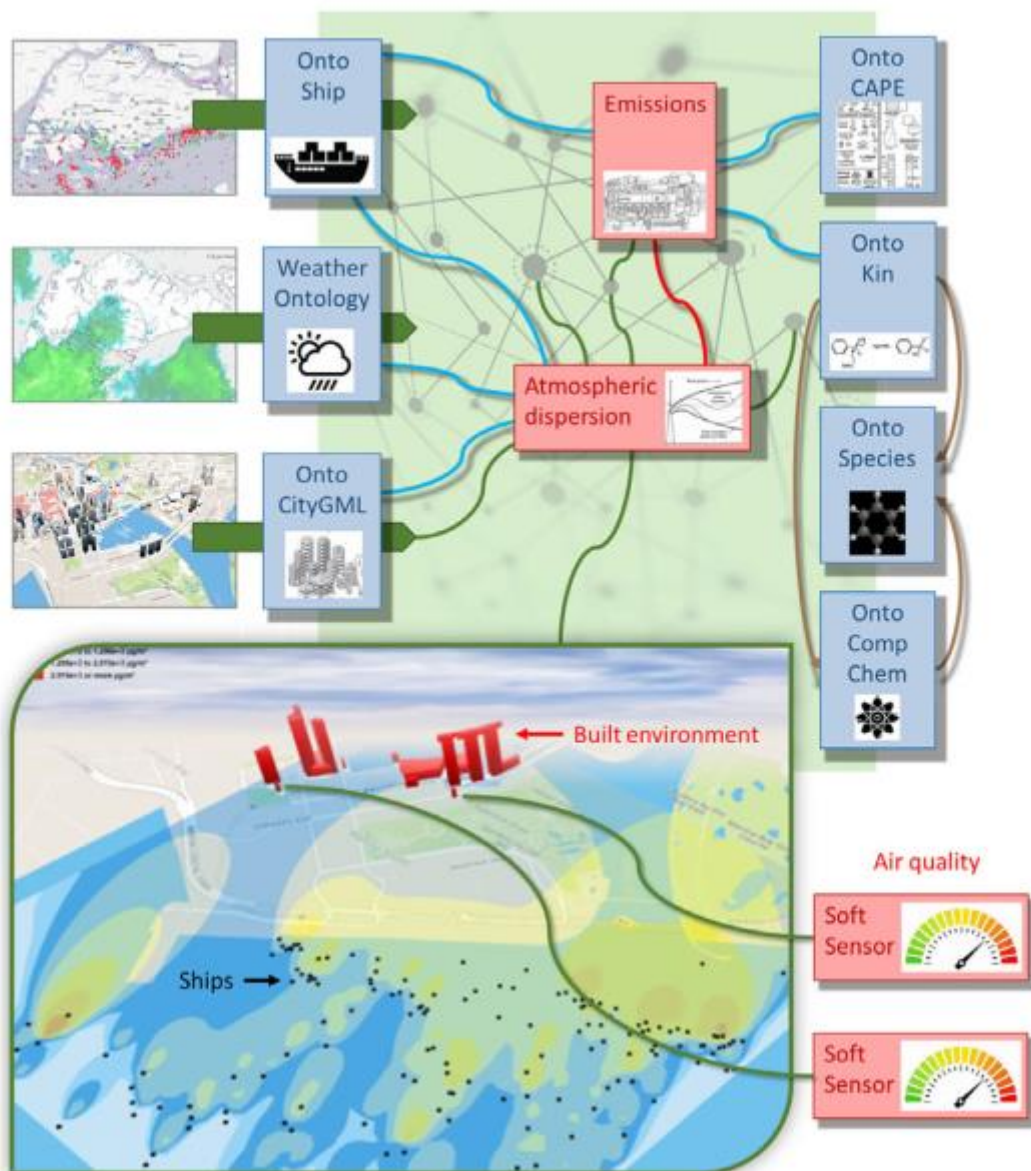 Onto
Ship
Emissions
Onto
CAPE
Weather
Ontology
Onto
Kin
Atmospheric
dispersion
Onto
CityGML
Onto
Species
Onto
Comp
Chem
Built environment
Air quality
Soft
Sensor
Ships
Soft
Sensor